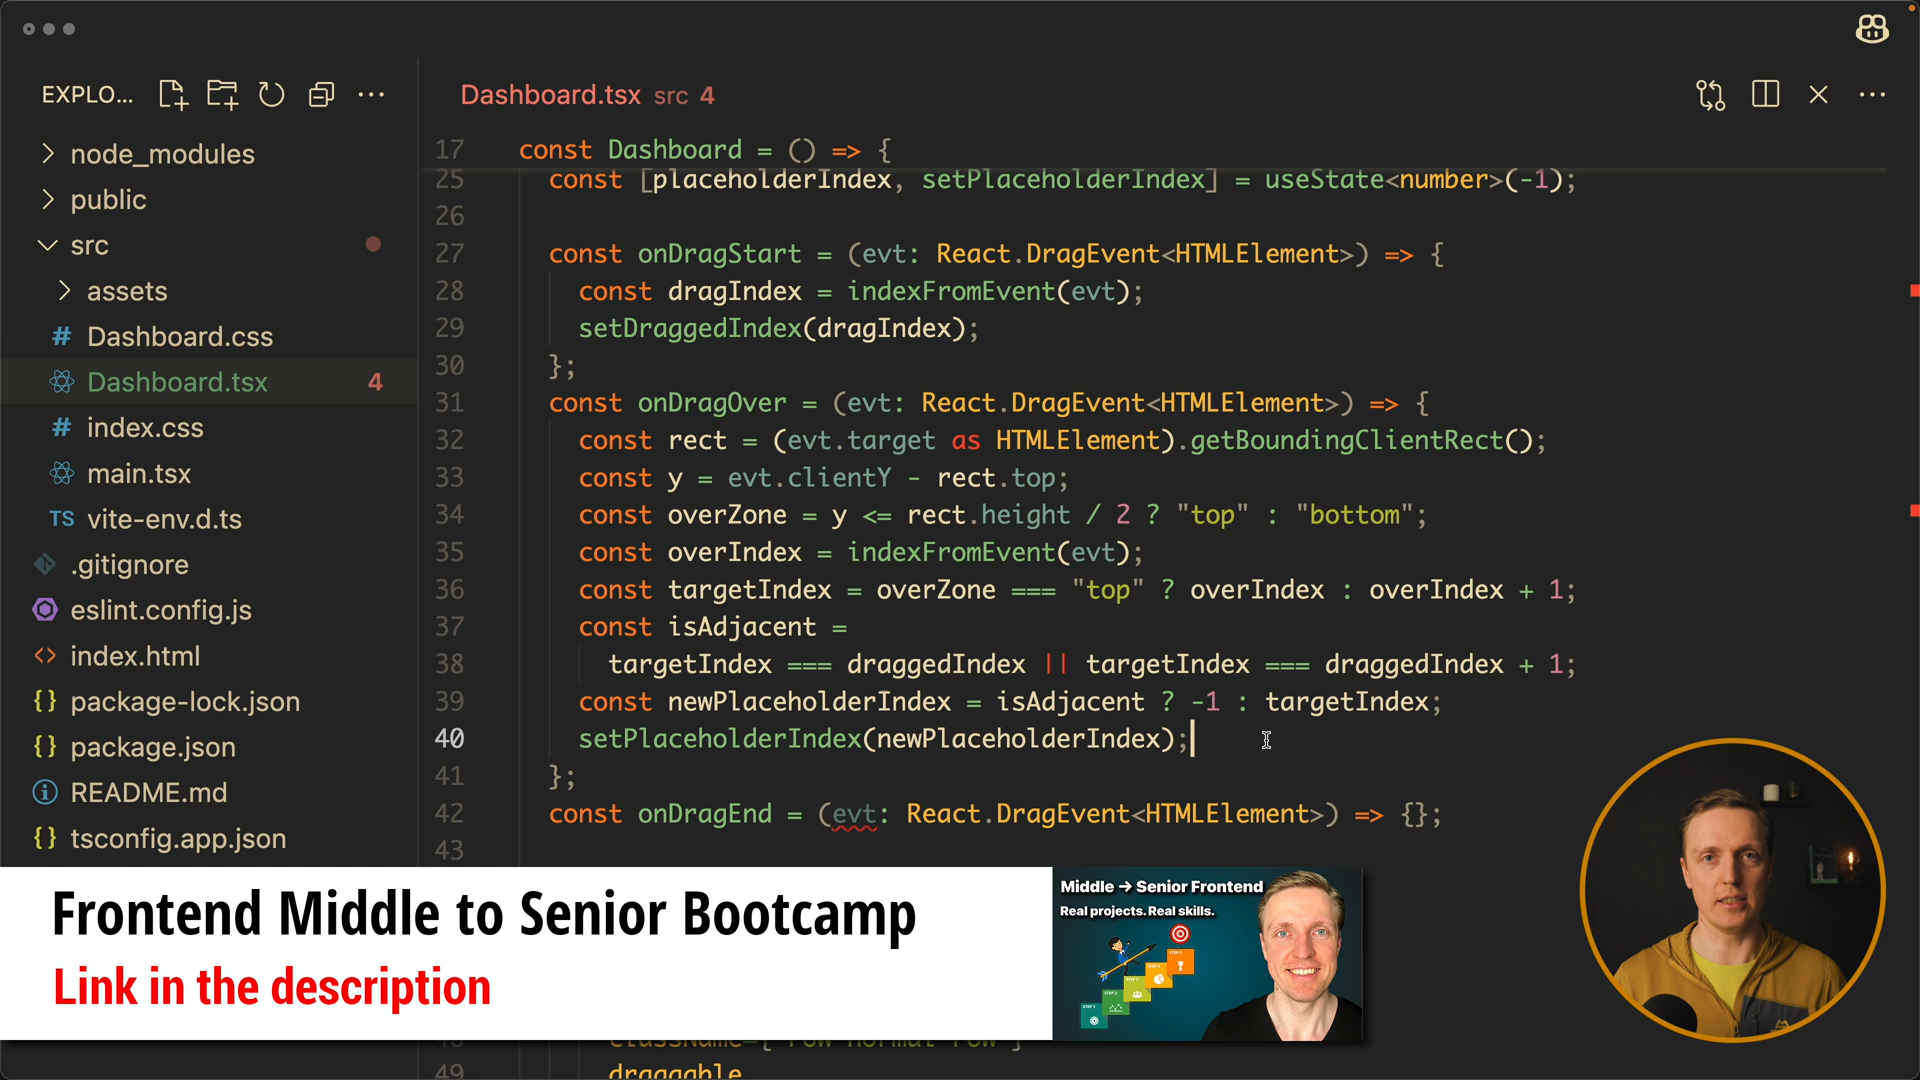 EXPLO...
node_modules
public
src
assets
# Dashboard.css
Dashboard.tsx 4
# index.css
main.tsx
TS vite-env.d.ts
.gitignore
eslint.config.js
<> index.html
{} package-lock.json
{} package.json
README.md
{} tsconfig.app.json
Dashboard.tsx src 4
17 const Dashboard = () => {
25 const [placeholderIndex, setPlaceholderIndex] = useState<number>(-1);
26
27 const onDragStart = (evt: React.DragEvent<HTMLElement>) => {
28 const dragIndex = indexFromEvent(evt);
29 setDraggedIndex(dragIndex);
30 };
31 const onDragOver = (evt: React.DragEvent<HTMLElement>) => {
32 const rect = (evt.target as HTMLElement).getBoundingClientRect();
33 const y = evt.clientY - rect.top;
34 const overZone = y <= rect.height / 2 ? "top" : "bottom";
35 const overIndex = indexFromEvent(evt);
36 const targetIndex = overZone === "top" ? overIndex : overIndex + 1;
37 const isAdjacent =
38 targetIndex === draggedIndex || targetIndex === draggedIndex + 1;
39 const newPlaceholderIndex = isAdjacent ? -1 : targetIndex;
40 setPlaceholderIndex(newPlaceholderIndex);
41 };
42 const onDragEnd = (evt: React.DragEvent<HTMLElement>) => {};
43
49 draggable
Frontend Middle to Senior Bootcamp
Link in the description
Middle → Senior Frontend
Real projects. Real skills.